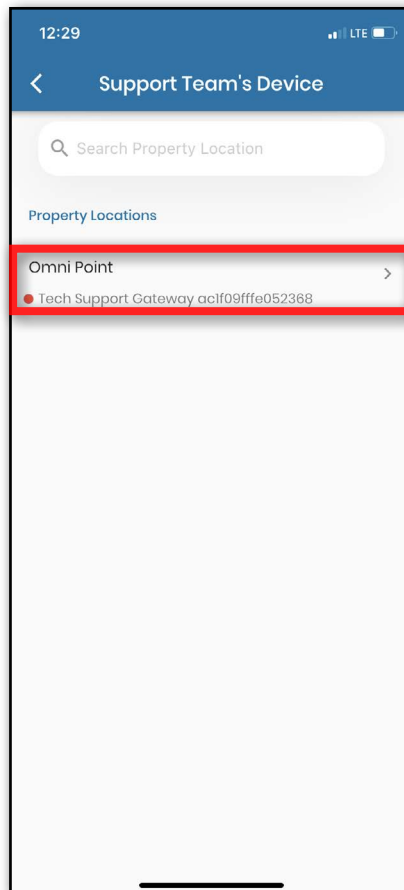 12:29
LTE
Support Team's Device
Search Property Location
Property Locations
Omni Point
Tech Support Gateway ac1f09fffe052368